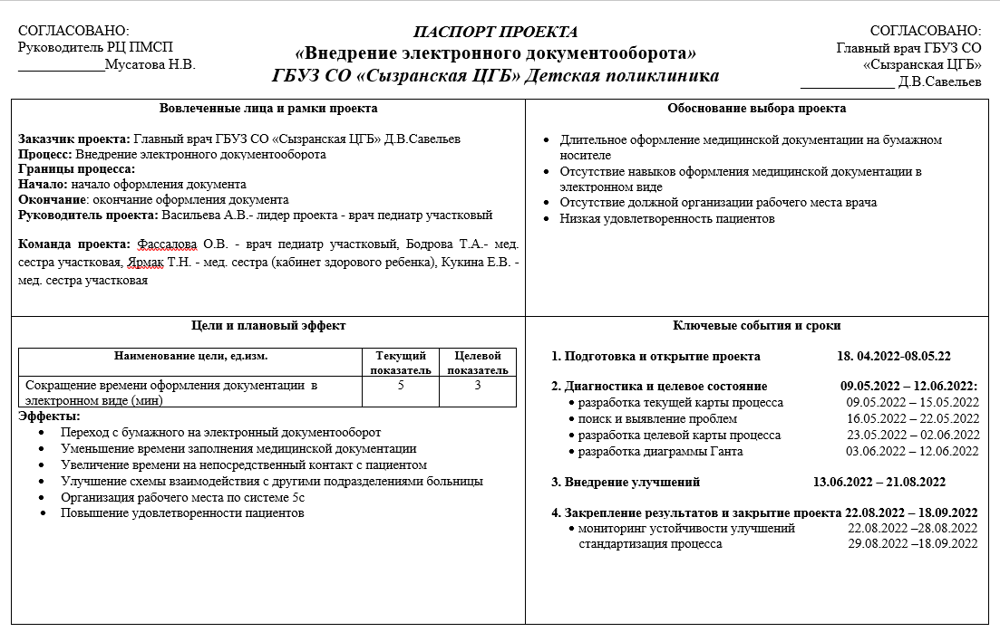 СОГЛАСОВАНО:
Руководитель РЦ ПМСП
_____________Мусатова Н.В.
ПАСПОРТ ПРОЕКТА
«Внедрение электронного документооборота»
ГБУЗ СО «Сызранская ЦГБ» Детская поликлиника
СОГЛАСОВАНО:
Главный врач ГБУЗ СО
«Сызранская ЦГБ»
______________ Д.В.Савельев
Вовлеченные лица и рамки проекта
Заказчик проекта: Главный врач ГБУЗ СО «Сызранская ЦГБ» Д.В.Савельев
Процесс: Внедрение электронного документооборота
Границы процесса:
Начало: начало оформления документа
Окончание: окончание оформления документа
Руководитель проекта: Васильева А.В.- лидер проекта - врач педиатр участковый
Команда проекта: Фассалова О.В. - врач педиатр участковый, Бодрова Т.А.- мед.
сестра участковая, Ярмак Т.Н. - мед. сестра (кабинет здорового ребенка), Кукина Е.В. -
мед. сестра участковая
Обоснование выбора проекта
• Длительное оформление медицинской документации на бумажном
носителе
• Отсутствие навыков оформления медицинской документации в
электронном виде
• Отсутствие должной организации рабочего места врача
• Низкая удовлетворенность пациентов
Цели и плановый эффект
Наименование цели, ед.изм. Текущий показатель Целевой показатель
Сокращение времени оформления документации в
электронном виде (мин) 5 3
Эффекты:
• Переход с бумажного на электронный документооборот
• Уменьшение времени заполнения медицинской документации
• Увеличение времени на непосредственный контакт с пациентом
• Улучшение схемы взаимодействия с другими подразделениями больницы
• Организация рабочего места по системе 5с
• Повышение удовлетворенности пациентов
Ключевые события и сроки
1. Подготовка и открытие проекта 18. 04.2022-08.05.22
2. Диагностика и целевое состояние 09.05.2022 – 12.06.2022:
• разработка текущей карты процесса 09.05.2022 – 15.05.2022
• поиск и выявление проблем 16.05.2022 – 22.05.2022
• разработка целевой карты процесса 23.05.2022 – 02.06.2022
• разработка диаграммы Ганта 03.06.2022 – 12.06.2022
3. Внедрение улучшений 13.06.2022 – 21.08.2022
4. Закрепление результатов и закрытие проекта 22.08.2022 – 18.09.2022
• мониторинг устойчивости улучшений 22.08.2022 –28.08.2022
стандартизация процесса 29.08.2022 –18.09.2022